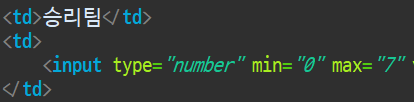 <td>승리팀</td>
<td>
<input type="number" min="0" max="7"
</td>